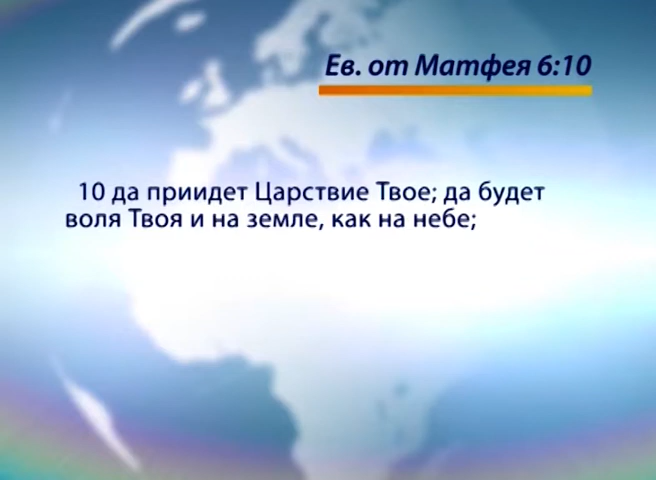 Ев. от Матфея 6:10
10 да приидет Царствие Твое; да будет
воля Твоя и на земле, как на небе;